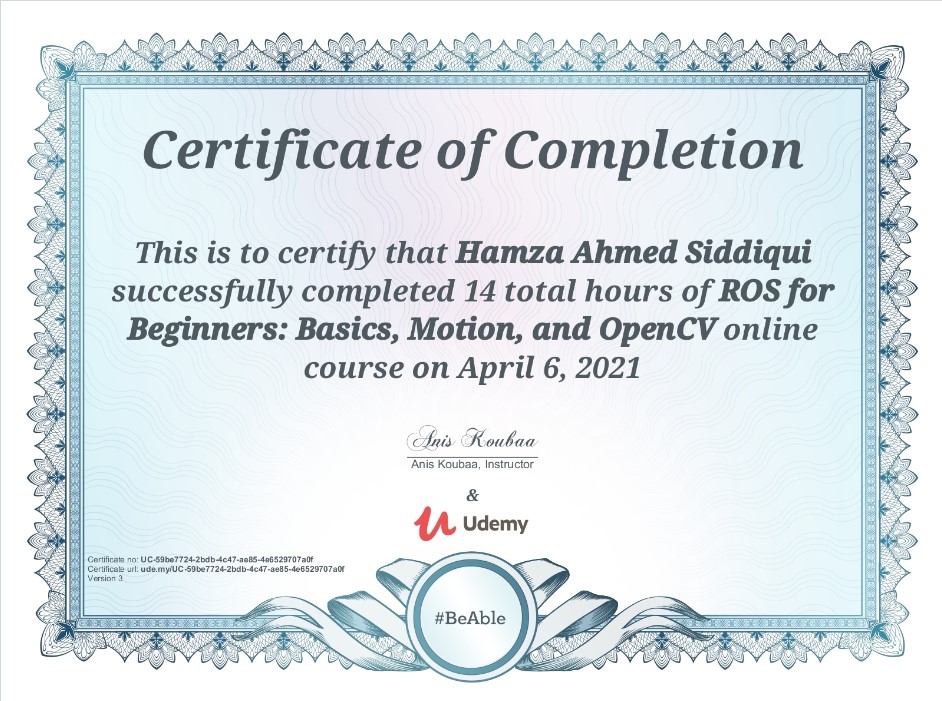 Certificate of Completion
This is to certify that Hamza Ahmed Siddiqui
successfully completed 14 total hours of ROS for
Beginners: Basics, Motion, and OpenCV online
course on April 6, 2021
Anis Koubaa
Anis Koubaa, Instructor
&
Udemy
Certificate no: UC-59be7724-2bdb-4c47-ae85-4e6529707a0f
Certificate url: ude.my/UC-59be7724-2bdb-4c47-ae85-4e6529707a0f
Version 3
#BeAble